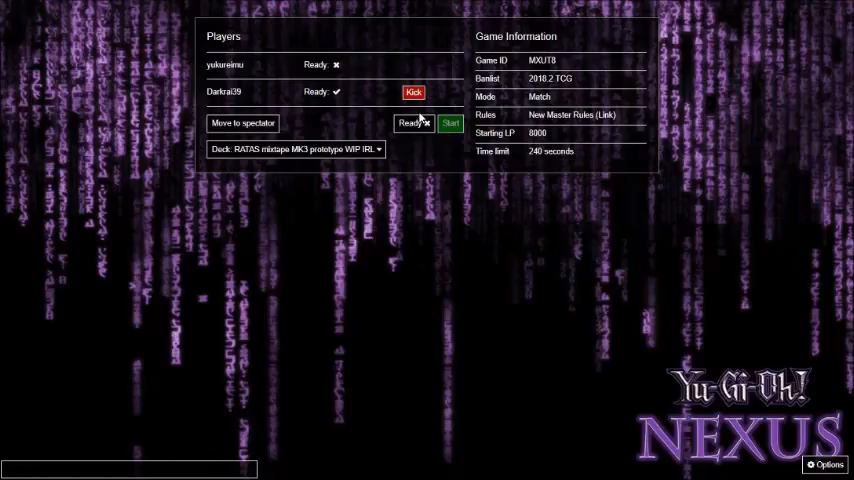 Players
yukureimu Ready: ✖
Darkrai39 Ready: ✔ Kick
Move to spectator Ready ✖ Start
Deck: RATAS mixtape MK3 prototype WIP IRL
Game Information
Game ID MXUT8
Banlist 2018.2 TCG
Mode Match
Rules New Master Rules (Link)
Starting LP 8000
Time limit 240 seconds
Yu-Gi-Oh!
NEXUS
Options